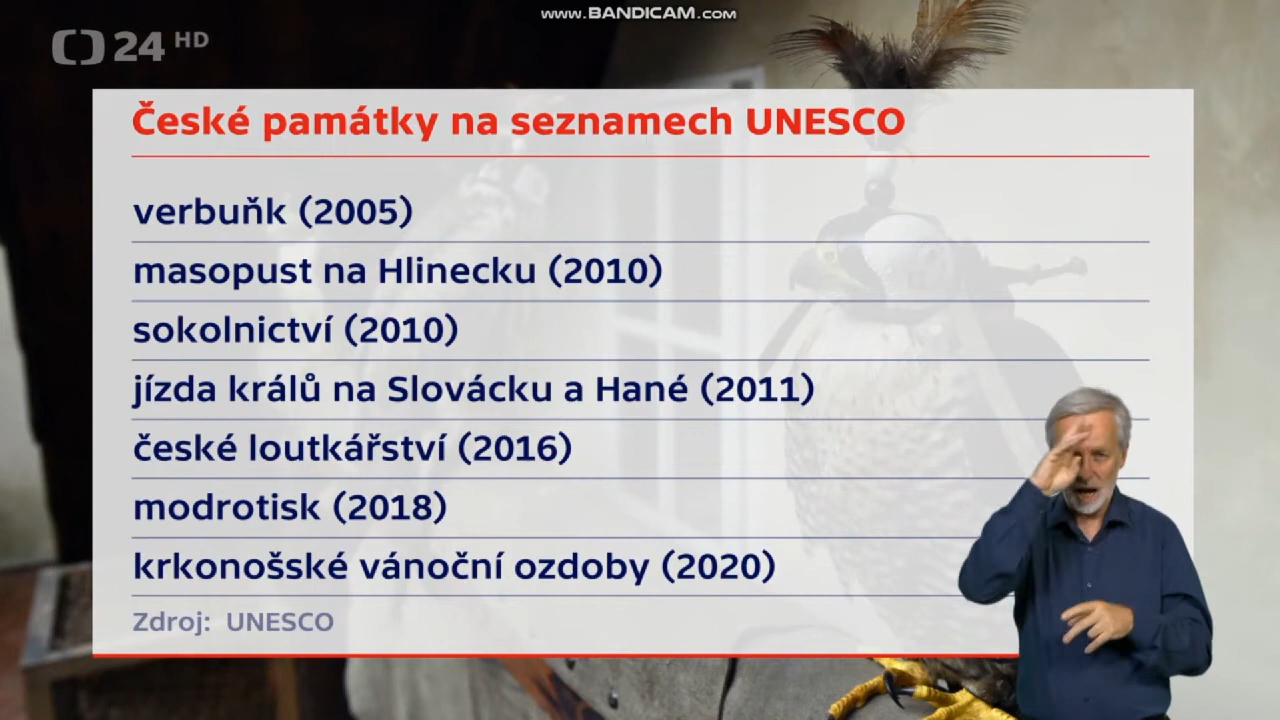 www.BANDICAM.com
24 HD
České památky na seznamech UNESCO
verbuňk (2005)
masopust na Hlinecku (2010)
sokolnictví (2010)
jízda králů na Slovácku a Hané (2011)
české loutkářství (2016)
modrotisk (2018)
krkonošské vánoční ozdoby (2020)
Zdroj: UNESCO